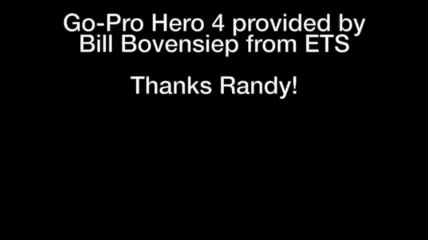 Go-Pro Hero 4 provided by
Bill Bovensiep from ETS
Thanks Randy!